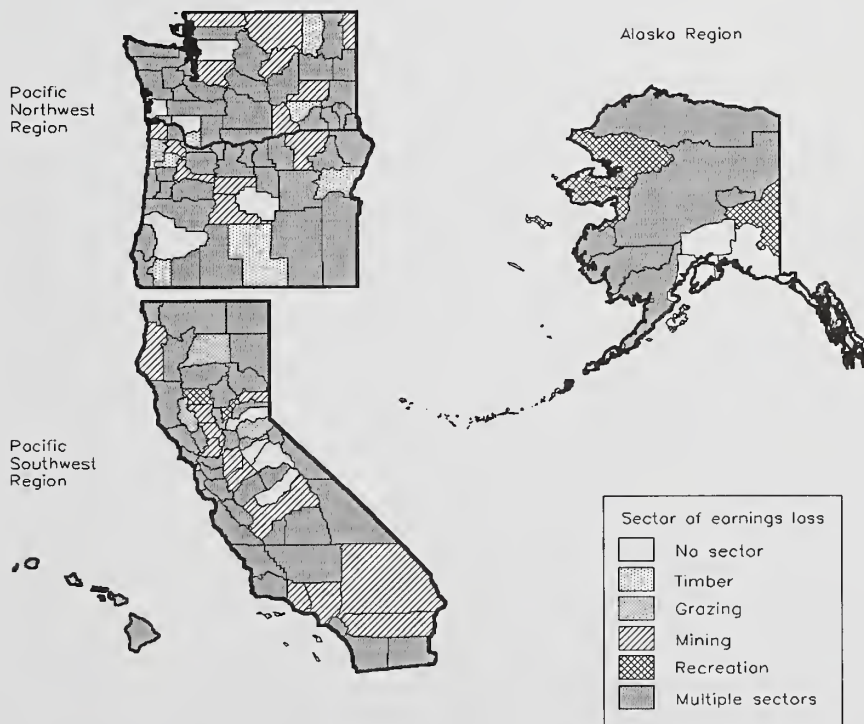 Alaska Region
Pacific
Northwest
Region
Pacific
Southwest
Region
Sector of earnings loss
No sector
Timber
Grazing
Mining
Recreation
Multiple sectors